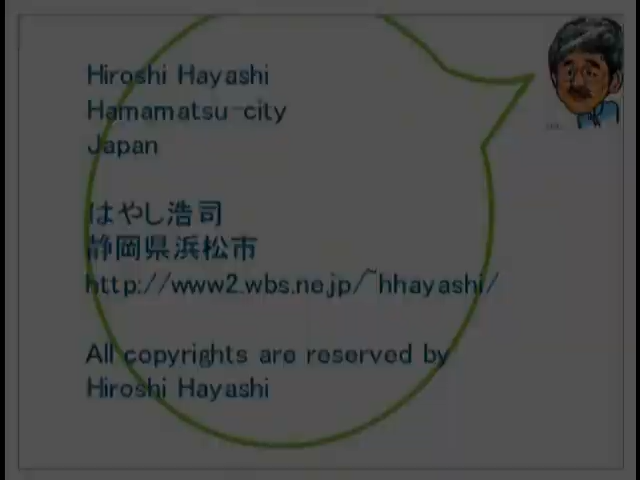 Hiroshi Hayashi
Hamamatsu-city
Japan
はやし浩司
静岡県浜松市
http://www2.wbs.ne.jp/~hhayashi/
All copyrights are reserved by
Hiroshi Hayashi